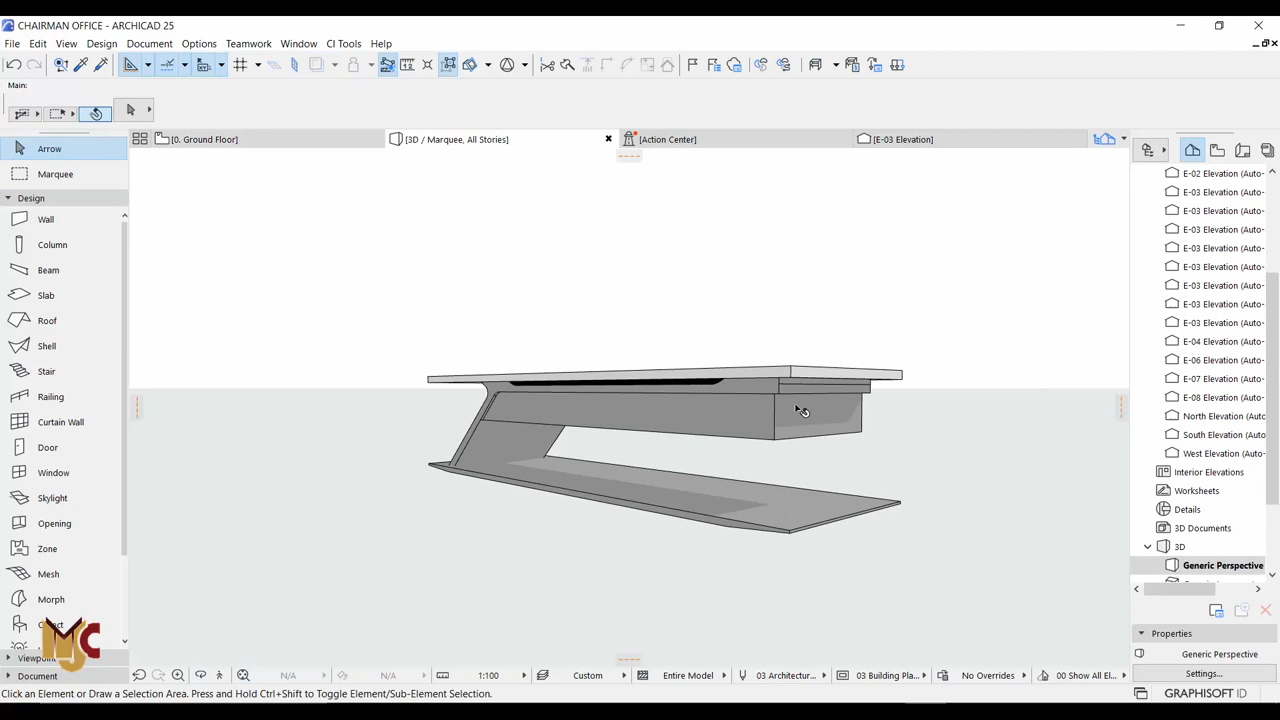 CHAIRMAN OFFICE - ARCHICAD 25
File Edit View Design Document Options Teamwork Window CI Tools Help
Main:
[0. Ground Floor] [3D / Marquee, All Stories] [Action Center] [E-03 Elevation]
Arrow
Marquee
Design
Wall
Column
Beam
Slab
Roof
Shell
Stair
Railing
Curtain Wall
Door
Window
Skylight
Opening
Zone
Mesh
Morph
MJC
Document
E-02 Elevation (Auto-
E-03 Elevation (Auto-
E-03 Elevation (Auto-
E-03 Elevation (Auto-
E-03 Elevation (Auto-
E-03 Elevation (Auto-
E-03 Elevation (Auto-
E-03 Elevation (Auto-
E-03 Elevation (Auto-
E-04 Elevation (Auto-
E-06 Elevation (Auto-
E-07 Elevation (Auto-
E-08 Elevation (Auto-
North Elevation (Auto-
South Elevation (Auto-
West Elevation (Auto-
Interior Elevations
Worksheets
Details
3D Documents
3D
Generic Perspective
Properties
Generic Perspective
Settings...
N/A N/A 1:100 Custom Entire Model 03 Architectur... 03 Building Pla... No Overrides 00 Show All El...
Click an Element or Draw a Selection Area. Press and Hold Ctrl+Shift to Toggle Element/Sub-Element Selection.
GRAPHISOFT ID